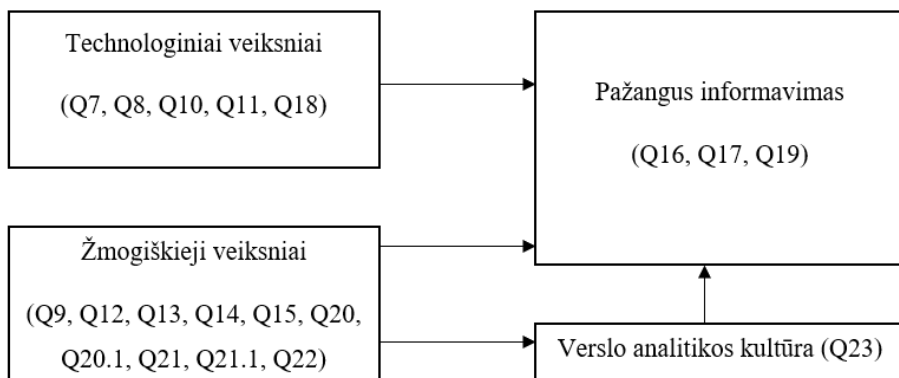 Technologiniai veiksniai
(Q7, Q8, Q10, Q11, Q18)
Pažangus informavimas
(Q16, Q17, Q19)
Žmogiškieji veiksniai
(Q9, Q12, Q13, Q14, Q15, Q20,
Q20.1, Q21, Q21.1, Q22)
Verslo analitikos kultūra (Q23)